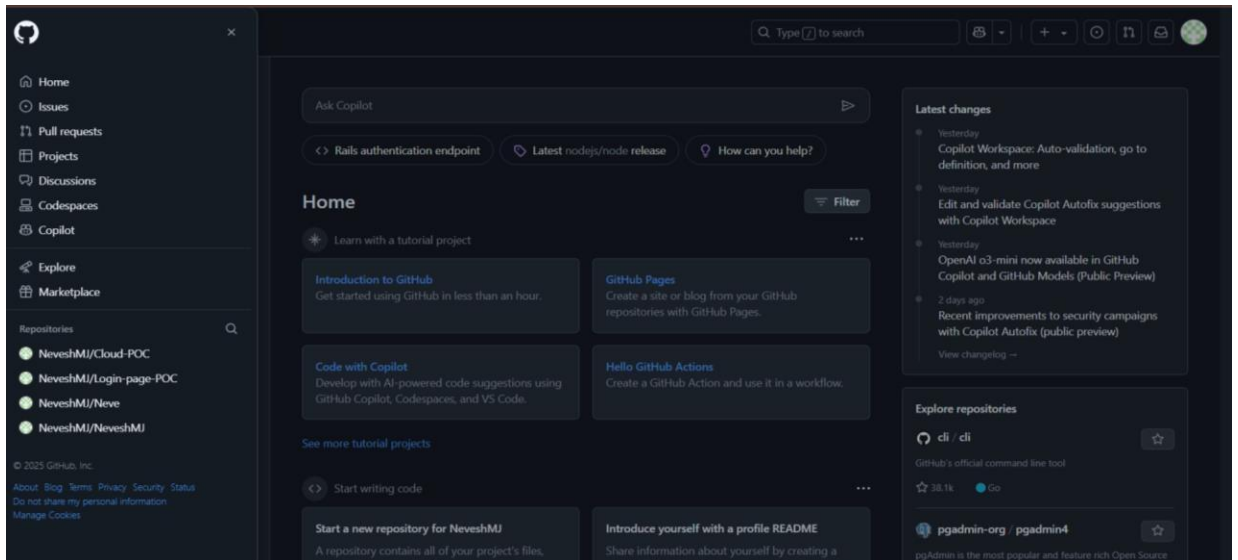 Type / to search
Home
Issues
Pull requests
Projects
Discussions
Codespaces
Copilot
Explore
Marketplace
Repositories
NeveshMJ/Cloud-POC
NeveshMJ/Login-page-POC
NeveshMJ/Neve
NeveshMJ/NeveshMJ
© 2025 GitHub, Inc.
About Blog Terms Privacy Security Status
Do not share my personal information
Manage Cookies
Ask Copilot
Rails authentication endpoint
Latest nodejs/node release
How can you help?
Home
Filter
Learn with a tutorial project
Introduction to GitHub
Get started using GitHub in less than an hour.
GitHub Pages
Create a site or blog from your GitHub
repositories with GitHub Pages.
Code with Copilot
Develop with AI-powered code suggestions using
GitHub Copilot, Codespaces, and VS Code.
Hello GitHub Actions
Create a GitHub Action and use it in a workflow.
See more tutorial projects
Start writing code
Start a new repository for NeveshMJ
A repository contains all of your project's files,
Introduce yourself with a profile README
Share information about yourself by creating a
Latest changes
Yesterday
Copilot Workspace: Auto-validation, go to
definition, and more
Yesterday
Edit and validate Copilot Autofix suggestions
with Copilot Workspace
Yesterday
OpenAI o3-mini now available in GitHub
Copilot and GitHub Models (Public Preview)
2 days ago
Recent improvements to security campaigns
with Copilot Autofix (public preview)
View changelog →
Explore repositories
cli / cli
GitHub's official command line tool
38.1k Go
pgadmin-org / pgadmin4
pgAdmin is the most popular and feature rich Open Source